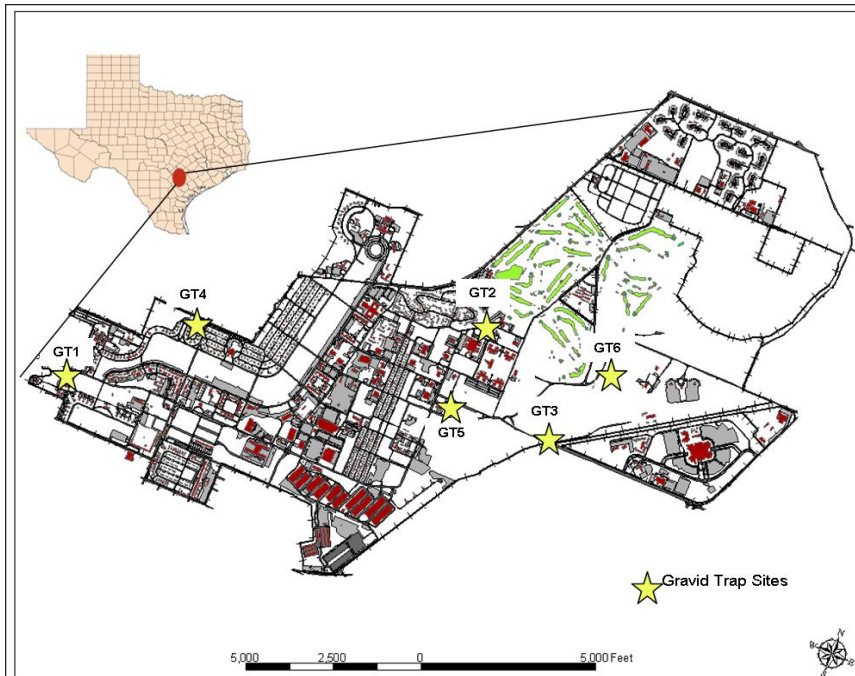 GT4
GT2
GT1
GT6
GT3
GT5
Gravid Trap Sites
5,000 2,500 0 5,000 Feet
N
W E
S